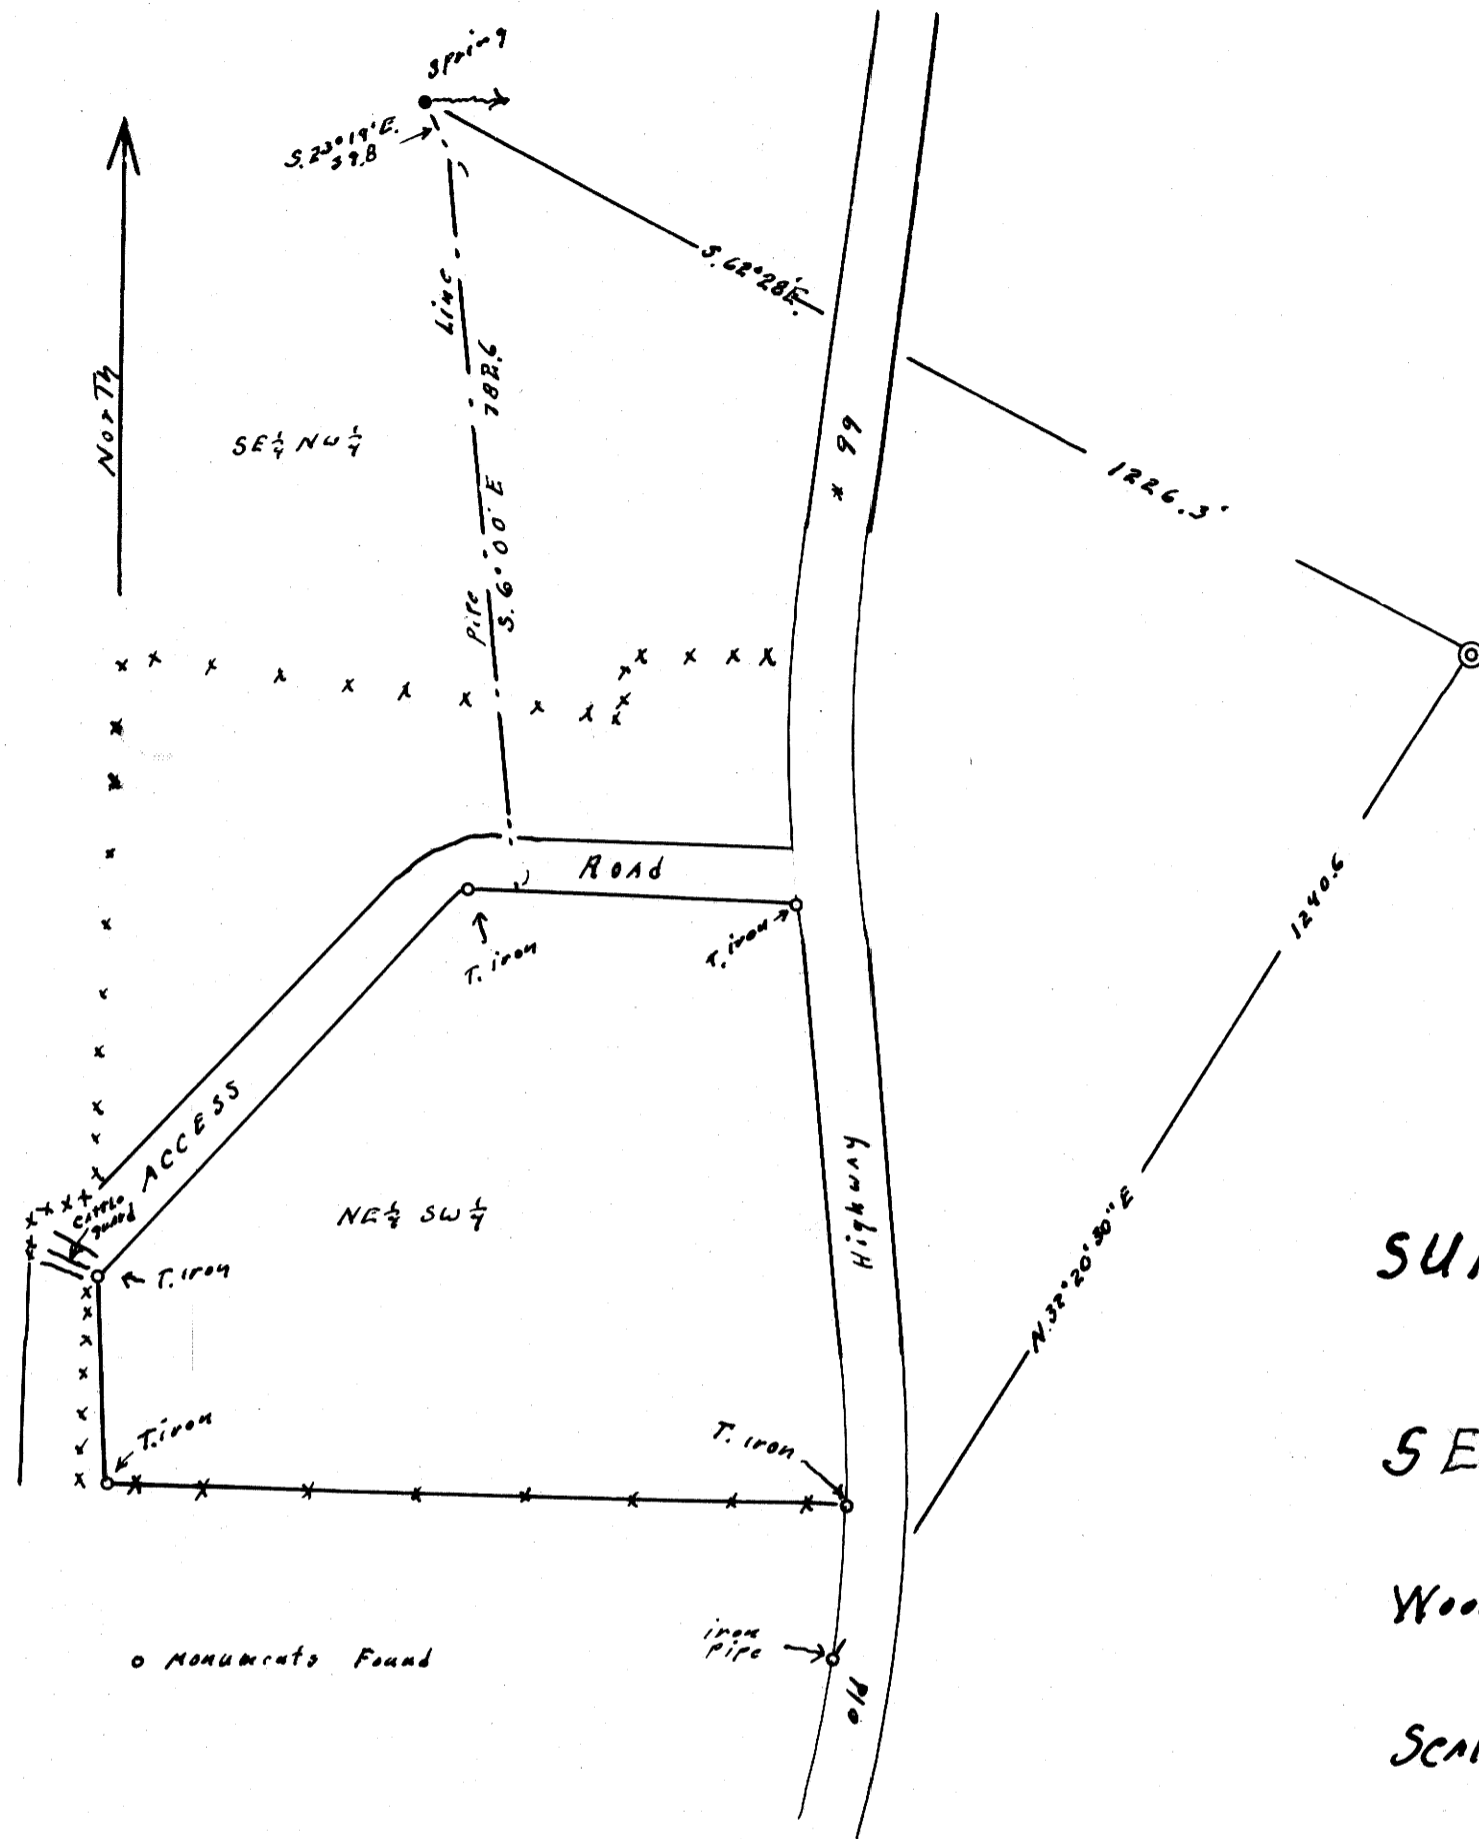 Spring
S. 23°19'E.
39.8
S. 62°28'E.
1226.3'
North
Pipe Line
S. 6°00'00" E 782.6
SE¼ NW¼
Old Highway # 99
ACCESS ROAD
T. iron
T. iron
cattle
guard
T. iron
NE¼ SW¼
T. iron
T. iron
N. 32°20'30" E
1240.6
iron
pipe
o Monuments Found
SU
SE
Woo
Scal